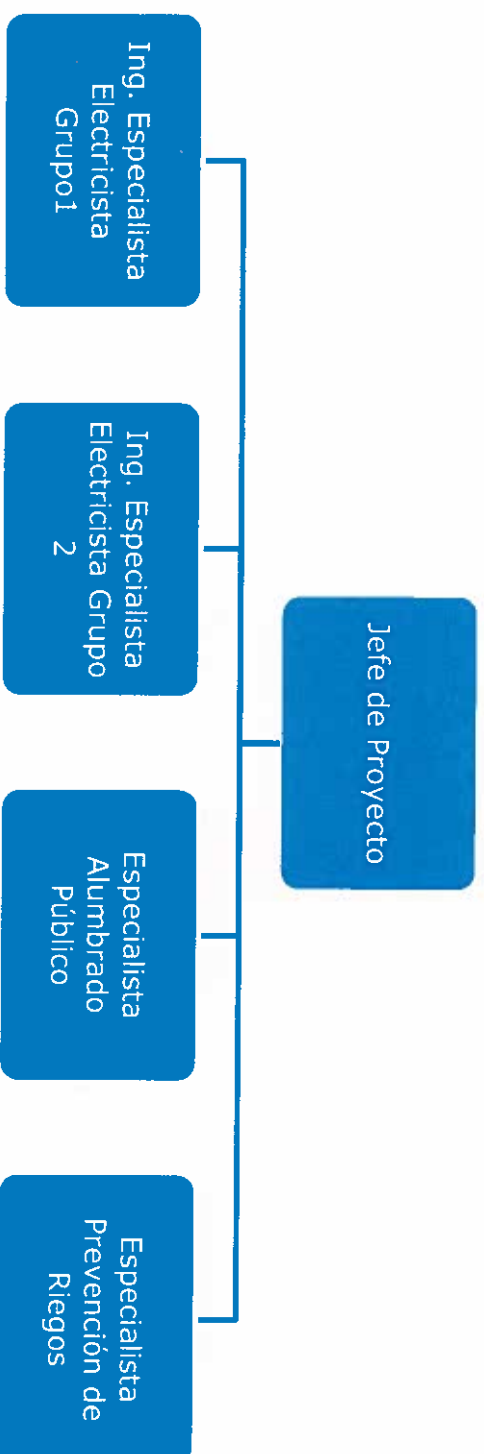 Jefe de Proyecto
Ing. Especialista
Electricista
Grupo1
Ing. Especialista
Electricista Grupo
2
Especialista
Alumbrado
Público
Especialista
Prevención de
Riegos